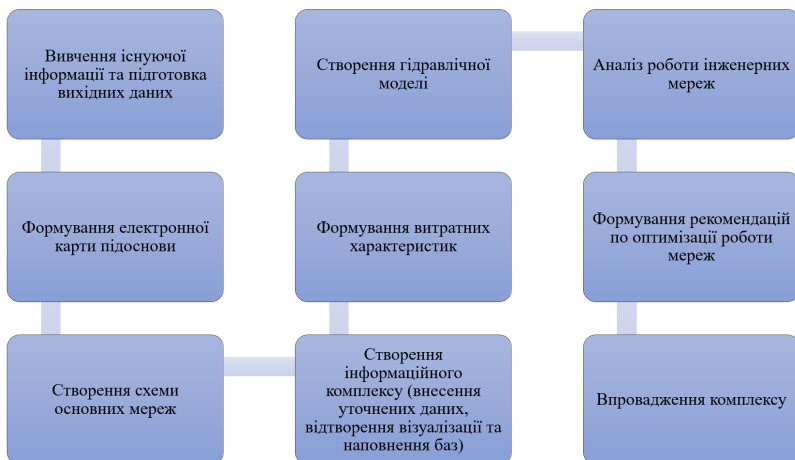 Вивчення існуючої
інформації та підготовка
вихідних даних
Формування електронної
карти підоснови
Створення схеми
основних мереж
Створення
інформаційного
комплексу (внесення
уточнених даних,
відтворення візуалізації та
наповнення баз)
Формування витратних
характеристик
Створення гідравлічної
моделі
Аналіз роботи інженерних
мереж
Формування рекомендацій
по оптимізації роботи
мереж
Впровадження комплексу